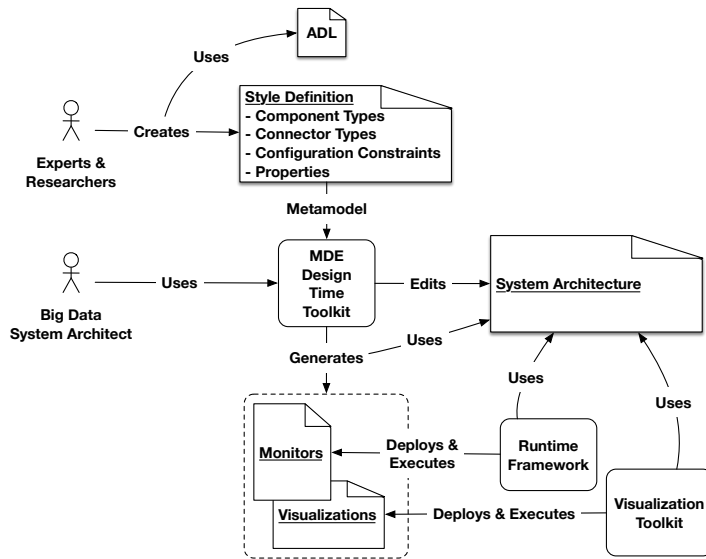 ADL
Uses
Style Definition
- Component Types
- Connector Types
- Configuration Constraints
- Properties
Creates
Experts &
Researchers
Metamodel
MDE
Design
Time
Toolkit
Uses
Edits
System Architecture
Big Data
System Architect
Generates
Uses
Uses
Uses
Monitors
Deploys &
Executes
Runtime
Framework
Visualizations
Deploys & Executes
Visualization
Toolkit